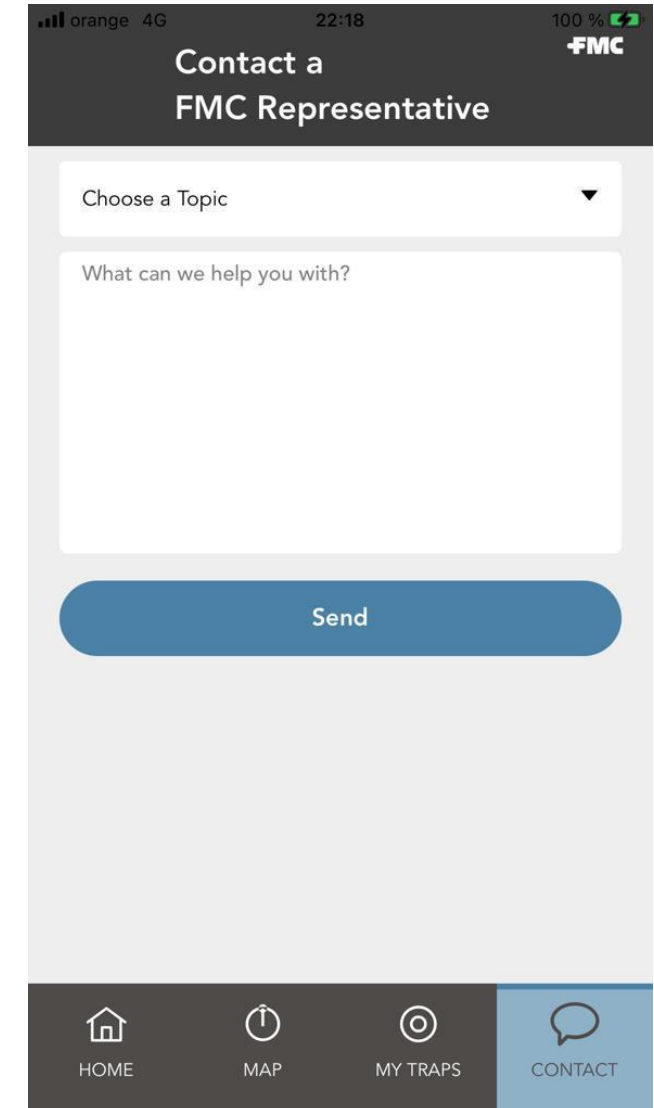 orange 4G 22:18 100 %
FMC
Contact a
FMC Representative
Choose a Topic
What can we help you with?
Send
HOME MAP MY TRAPS CONTACT